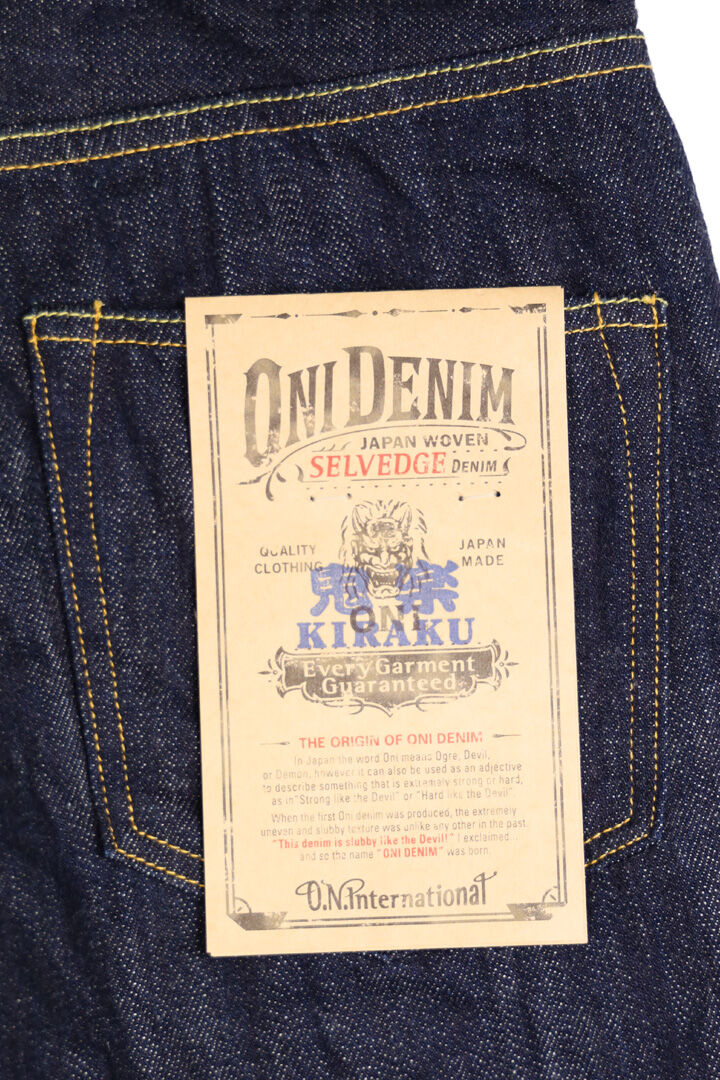 ONI DENIM
JAPAN WOVEN
SELVEDGE DENIM
QUALITY
CLOTHING
JAPAN
MADE
鬼楽
ONI
KIRAKU
Every Garment
Guaranteed
THE ORIGIN OF ONI DENIM
In Japan the word Oni means Ogre, Devil,
or Demon, however it can also be used as an adjective
to describe something that is extremely strong or hard,
as in "Strong like the Devil" or "Hard like the Devil".
When the first Oni denim was produced, the extremely
uneven and slubby texture was unlike any other in the past.
"This denim is slubby like the Devil!" I exclaimed...
and so the name "ONI DENIM" was born.
O.N.International